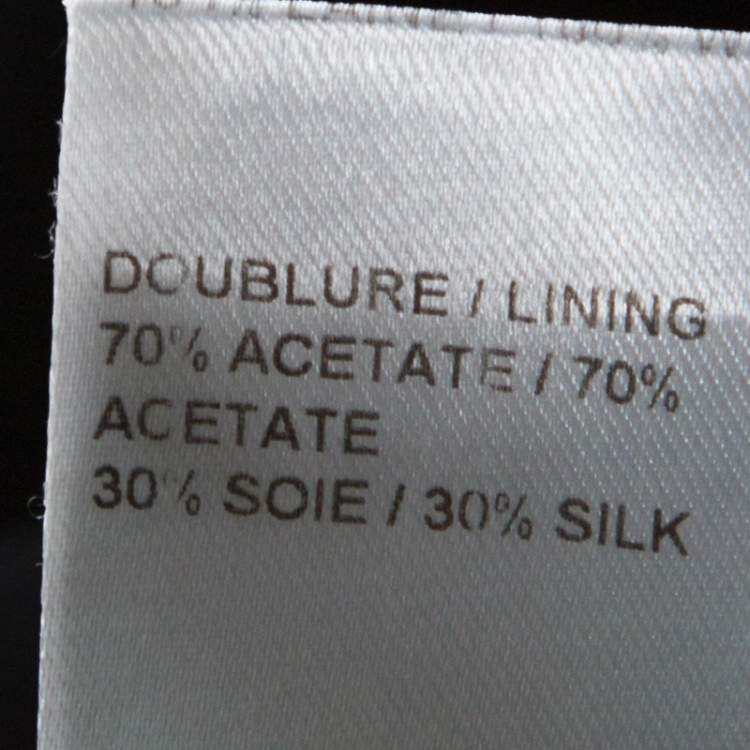 DOUBLURE / LINING
70% ACETATE / 70%
ACETATE
30% SOIE / 30% SILK